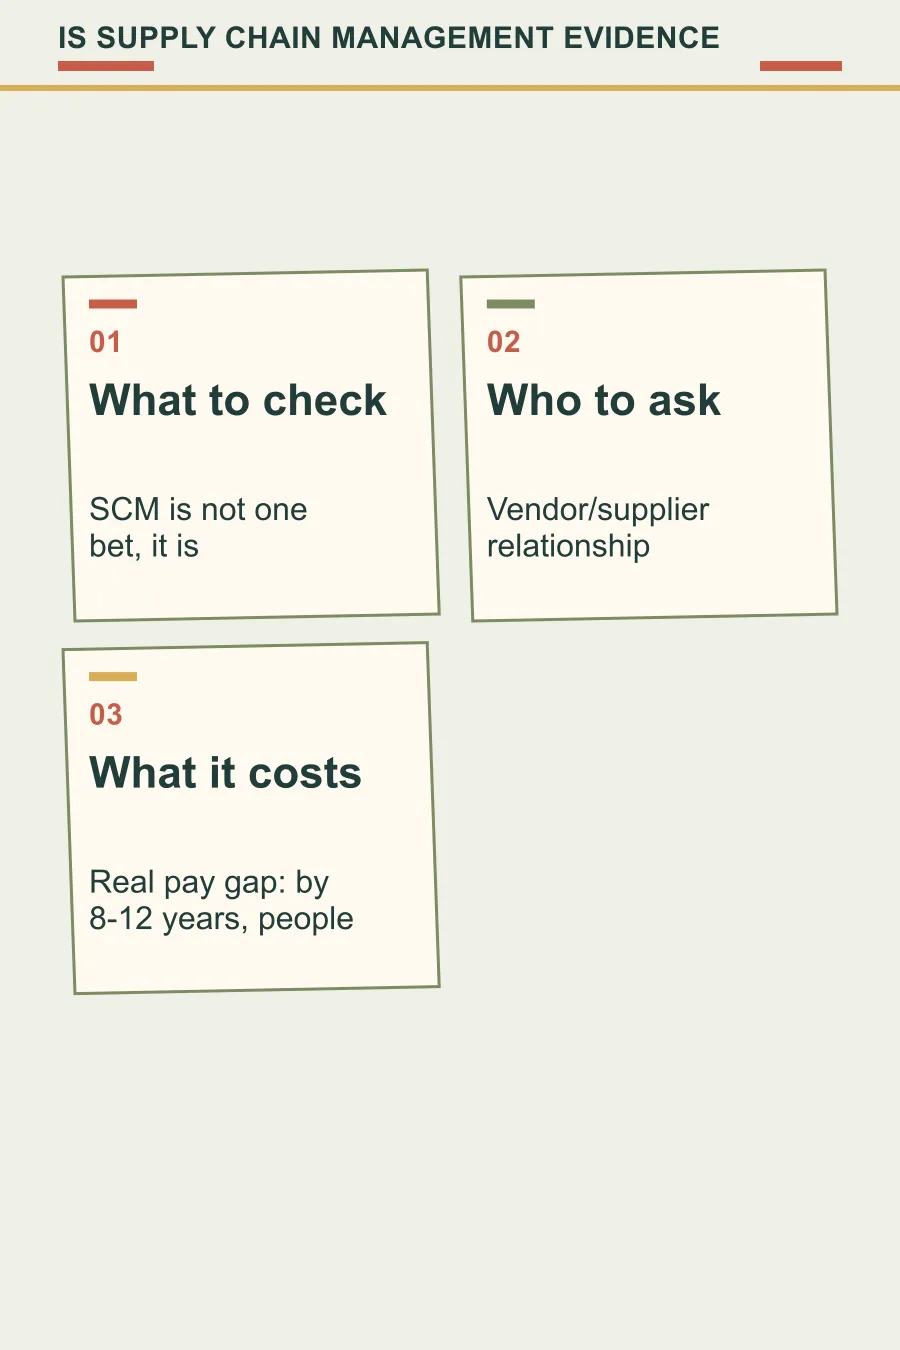 IS SUPPLY CHAIN MANAGEMENT EVIDENCE
01
What to check
SCM is not one
bet, it is
02
Who to ask
Vendor/supplier
relationship
03
What it costs
Real pay gap: by
8-12 years, people